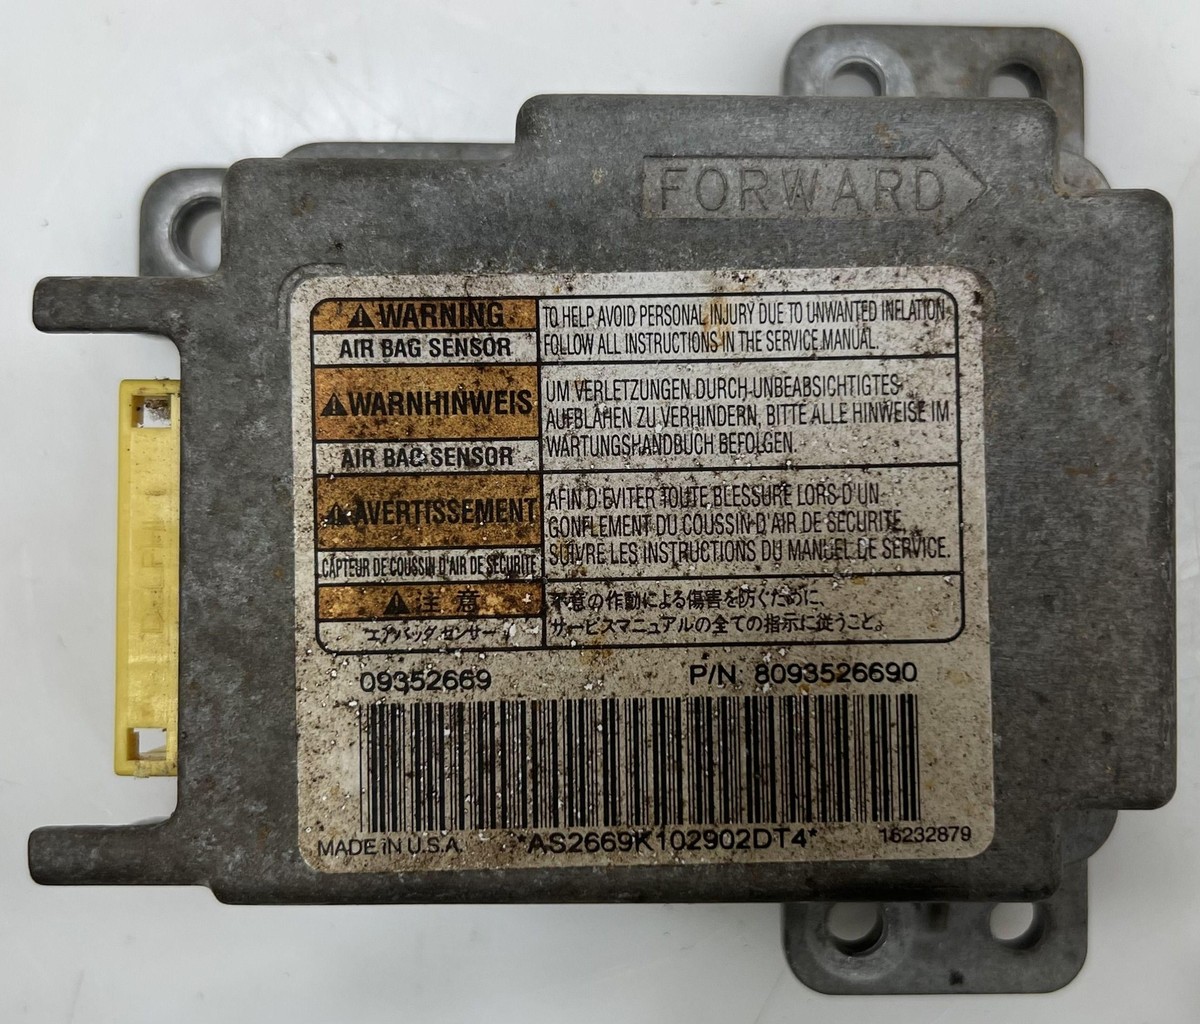 FORWARD
WARNING
AIR BAG SENSOR
TO HELP AVOID PERSONAL INJURY DUE TO UNWANTED INFLATION
FOLLOW ALL INSTRUCTIONS IN THE SERVICE MANUAL.
WARNHINWEIS
AIR BAG SENSOR
UM VERLETZUNGEN DURCH UNBEABSICHTIGTES
AUFBLÄHEN ZU VERHINDERN, BITTE ALLE HINWEISE IM
WARTUNGSHANDBUCH BEFOLGEN.
AVERTISSEMENT
CAPTEUR DE COUSSIN D'AIR DE SÉCURITÉ
AFIN D'ÉVITER TOUTE BLESSURE LORS D'UN
GONFLEMENT DU COUSSIN D'AIR DE SÉCURITÉ,
SUIVRE LES INSTRUCTIONS DU MANUEL DE SERVICE.
注意
エアバッグ センサー
不意の作動による傷害を防ぐために、
サービスマニュアルの全ての指示に従うこと。
09352669 P/N: 8093526690
MADE IN U.S.A. *AS2669K102902DT4* 16232879